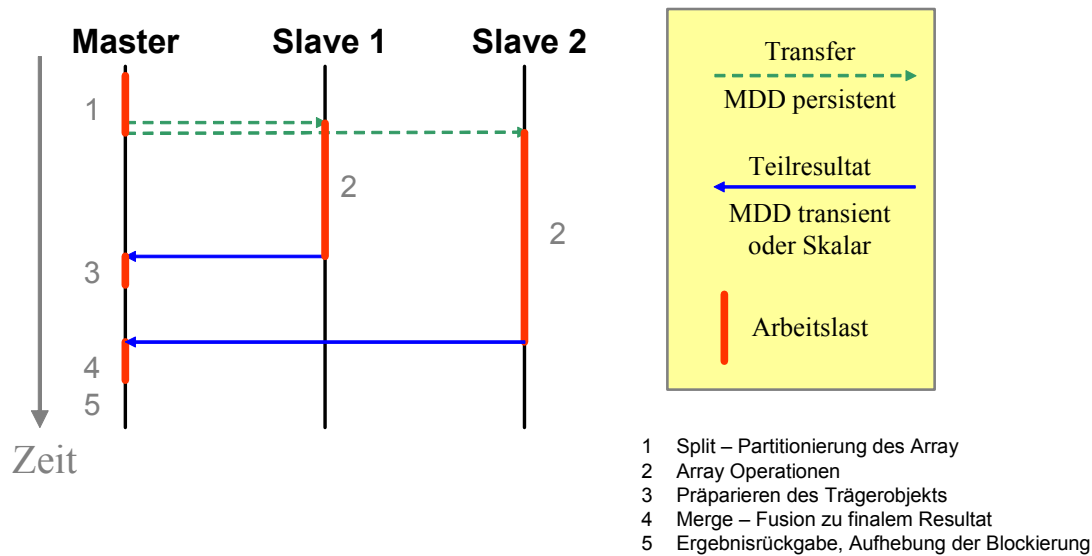 Master
Slave 1
Slave 2
1
2
2
3
4
5
Zeit
Transfer
MDD persistent
Teilresultat
MDD transient
oder Skalar
Arbeitslast
1 Split – Partitionierung des Array
2 Array Operationen
3 Präparieren des Trägerobjekts
4 Merge – Fusion zu finalem Resultat
5 Ergebnisrückgabe, Aufhebung der Blockierung